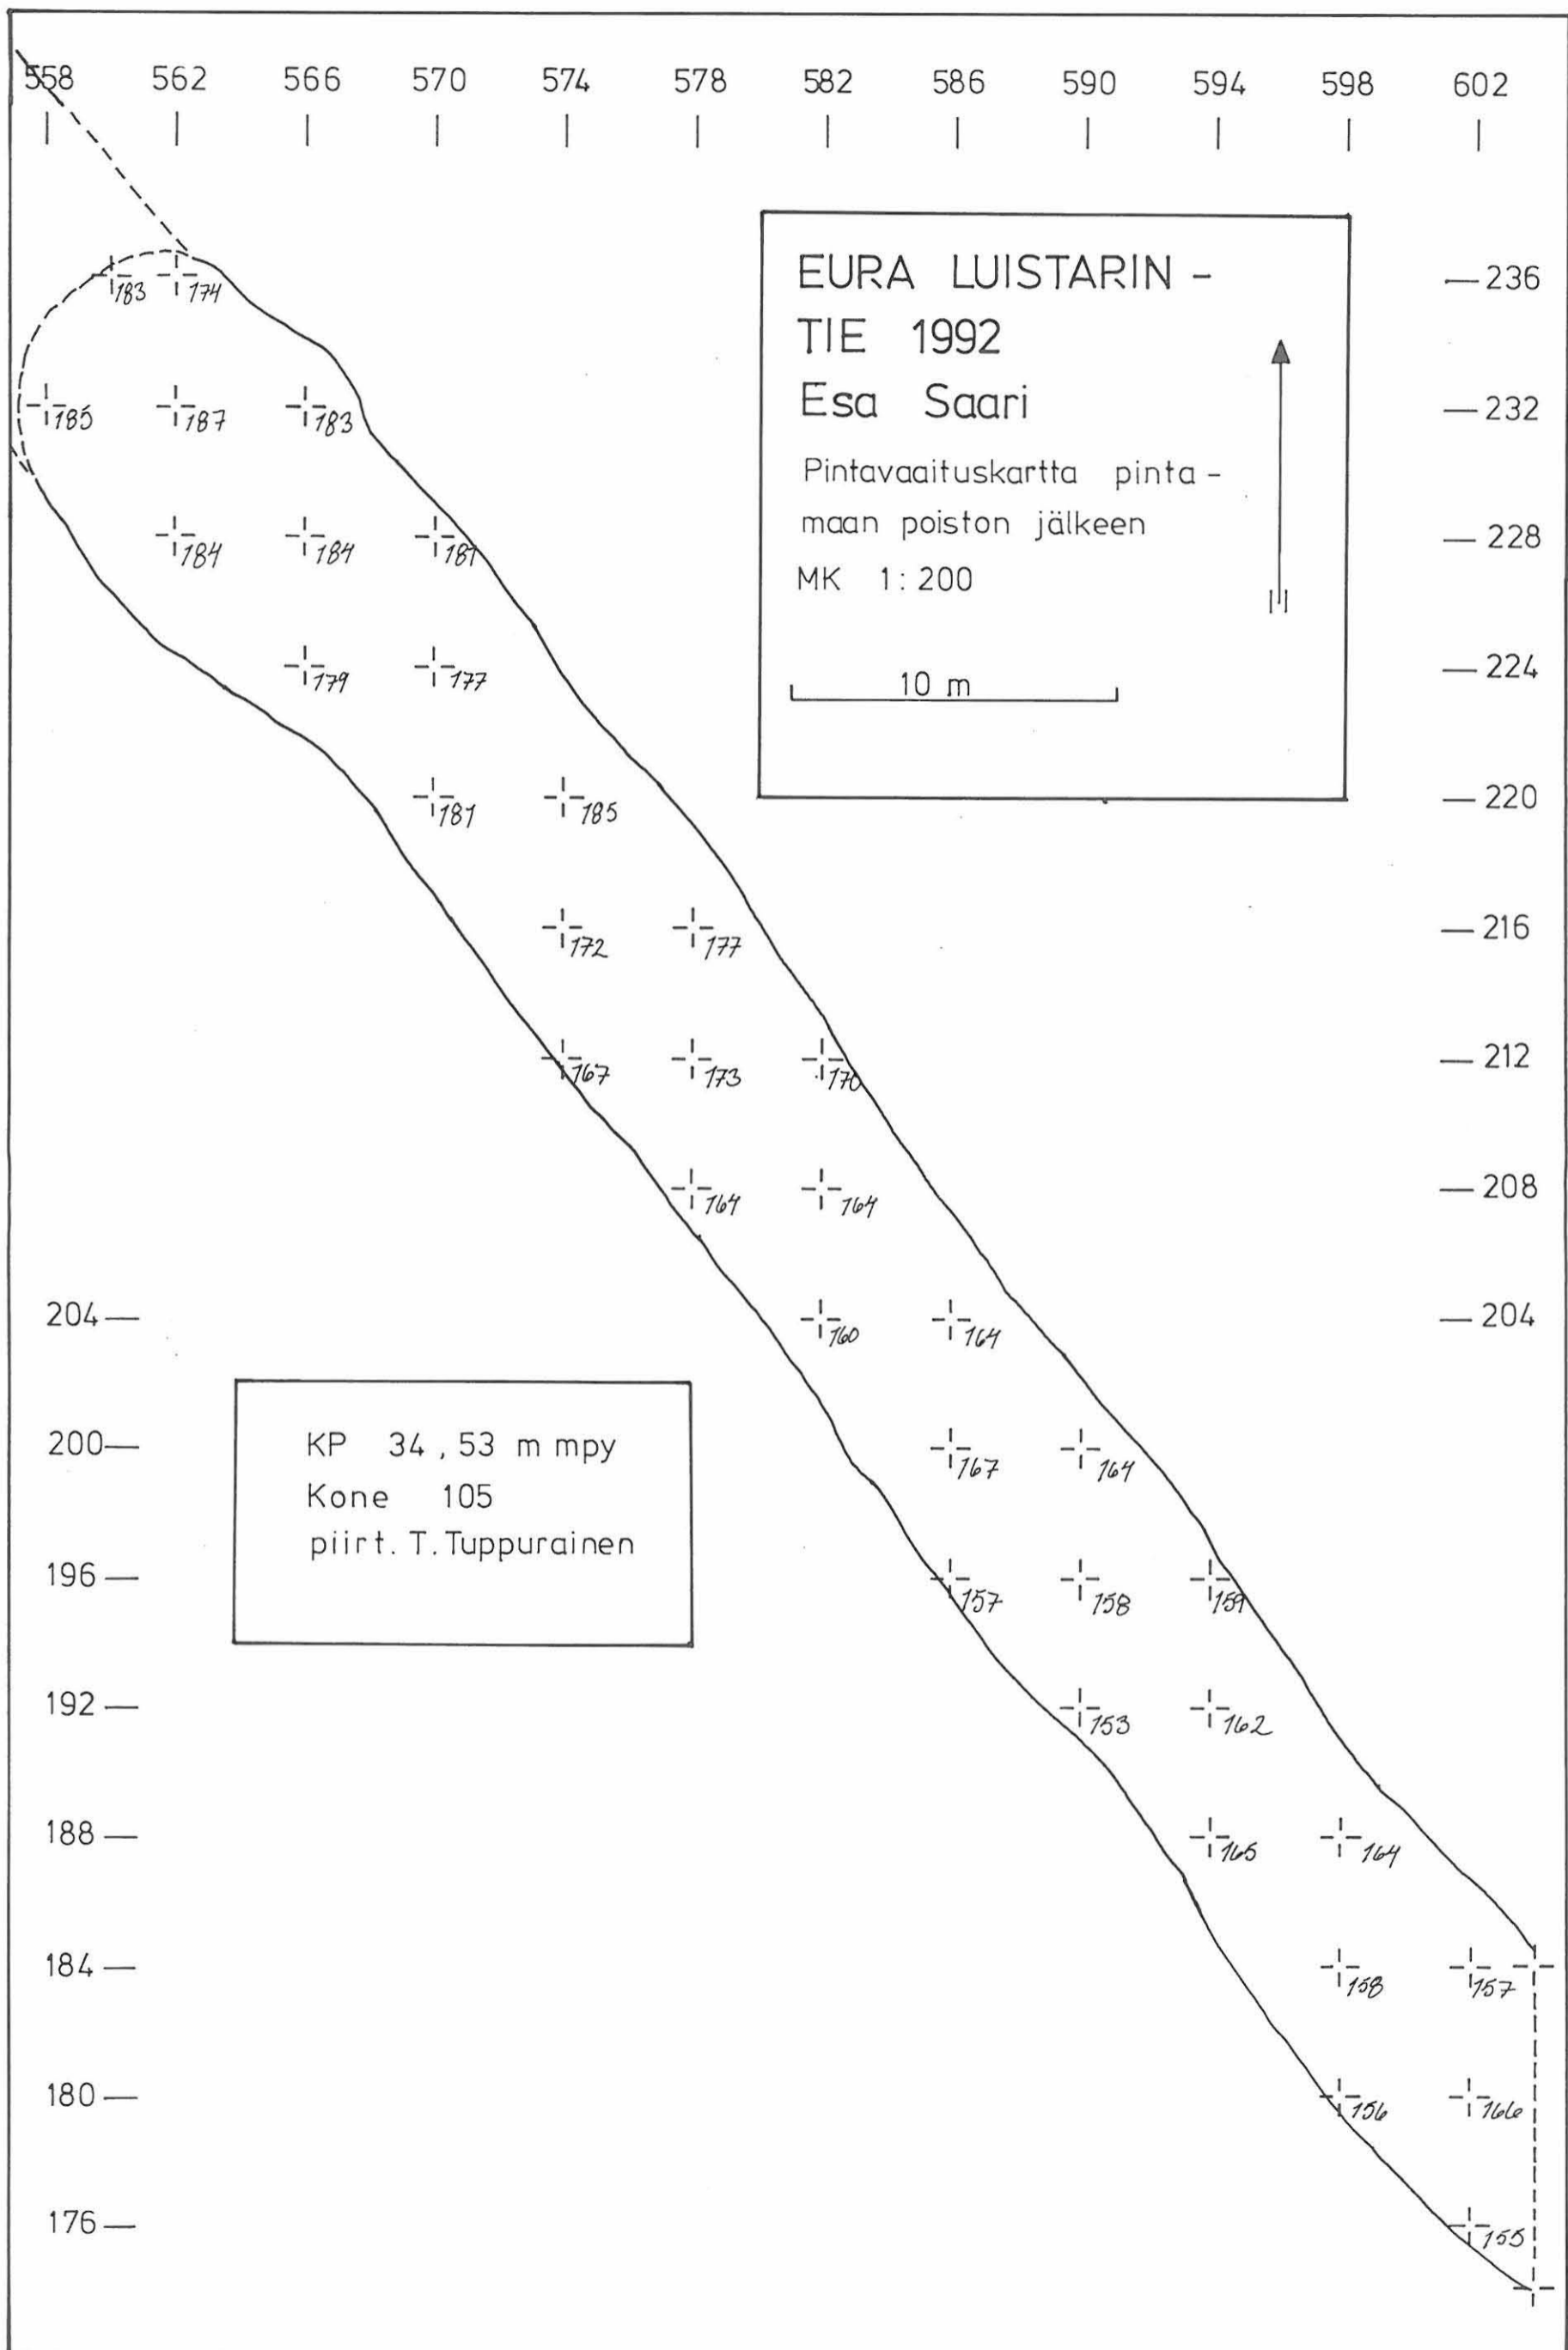 558 562 566 570 574 578 582 586 590 594 598 602
EURA LUISTARIN -
TIE 1992
Esa Saari
Pintavaaituskartta pinta -
maan poiston jälkeen
MK 1:200
10 m
236
183 174
232
185 187 183
228
184 184 181
224
179 177
220
181 185
216
172 177
212
167 173 170
208
164 164
204 204
160 164
KP 34,53 m mpy
Kone 105
piirt. T. Tuppurainen
200
167 164
196
157 158 159
192
153 162
188
165 164
184
158 157
180
156 166
176
155